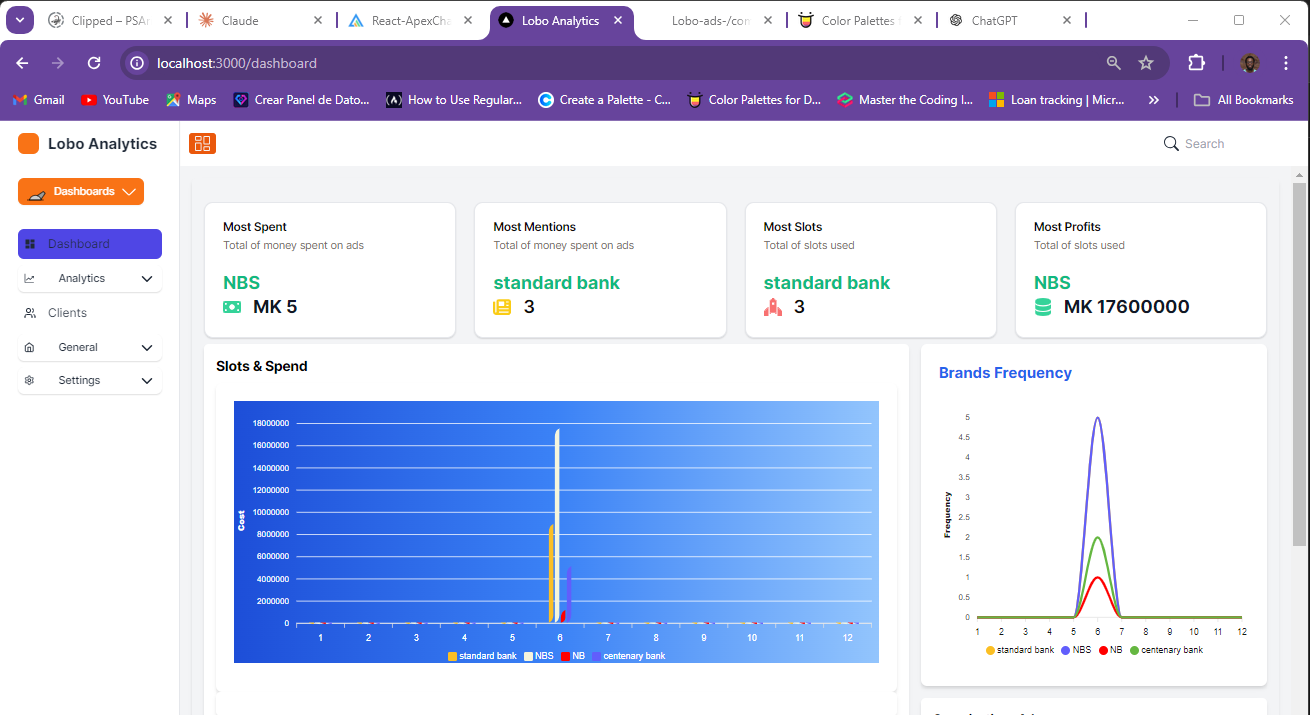 Clipped – PSAr
Claude
React-ApexCha
Lobo Analytics
Lobo-ads-/con
Color Palettes
ChatGPT
localhost:3000/dashboard
Gmail
YouTube
Maps
Crear Panel de Dato...
How to Use Regular...
Create a Palette - C...
Color Palettes for D...
Master the Coding I...
Loan tracking | Micr...
All Bookmarks
Lobo Analytics
Search
Dashboards
Dashboard
Analytics
Clients
General
Settings
Most Spent
Total of money spent on ads
NBS
MK 5
Most Mentions
Total of money spent on ads
standard bank
3
Most Slots
Total of slots used
standard bank
3
Most Profits
Total of slots used
NBS
MK 17600000
Slots & Spend
18000000
16000000
14000000
12000000
10000000
8000000
6000000
4000000
2000000
0
Cost
1 2 3 4 5 6 7 8 9 10 11 12
standard bank NBS NB centenary bank
Brands Frequency
5
4.5
4
3.5
3
2.5
2
1.5
1
0.5
0
Frequency
1 2 3 4 5 6 7 8 9 10 11 12
standard bank NBS NB centenary bank